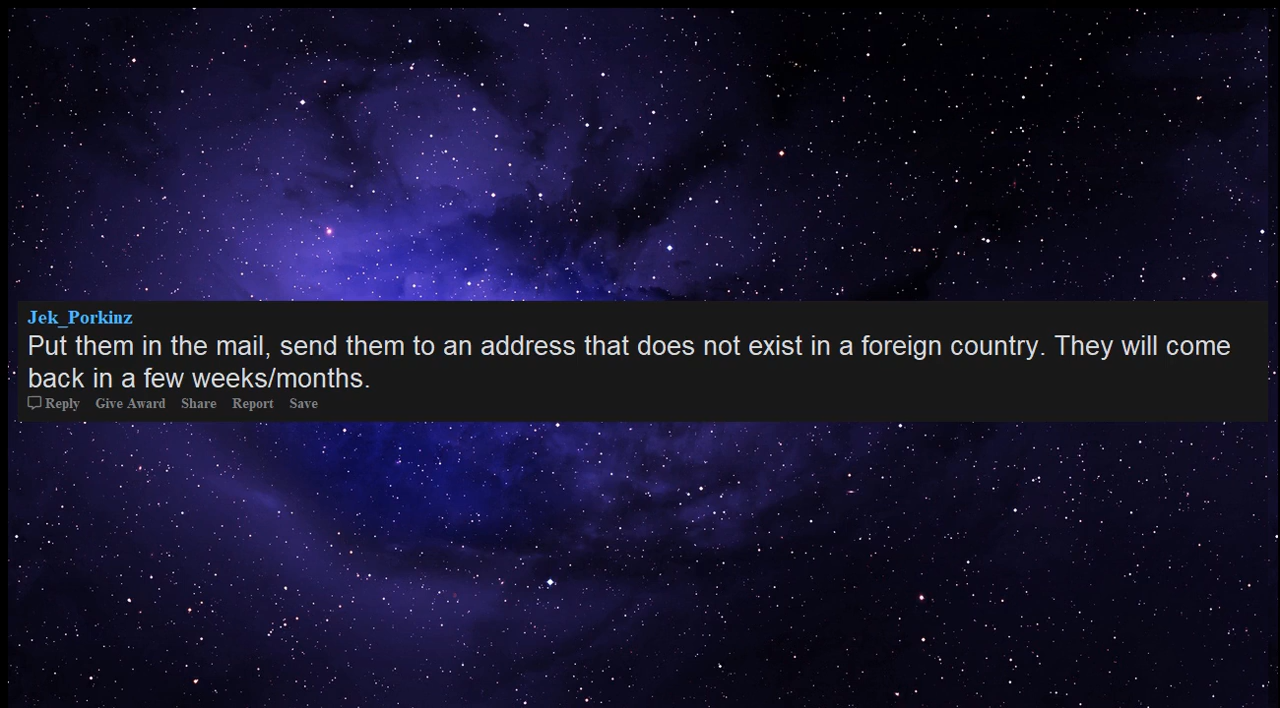 Jek_Porkinz
Put them in the mail, send them to an address that does not exist in a foreign country. They will come
back in a few weeks/months.
Reply Give Award Share Report Save